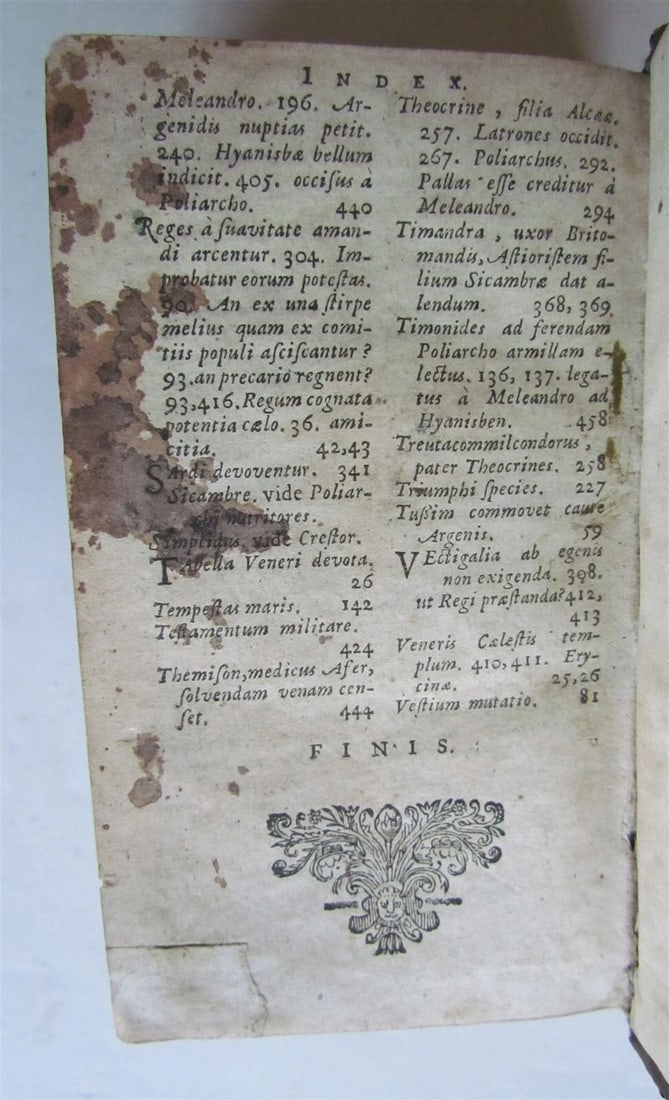 INDEX.
Meleandro. 196. Ar-
genidis nuptias petit.
240. Hyanisbæ bellum
indicit. 405. occiſus à
Poliarcho. 440
Reges à ſuavitate aman-
di arcentur. 304. Im-
probatur eorum poteſtas.
90. An ex una ſtirpe
melius quam ex comi-
tiis populi aſciſcantur?
93. an precario regnent?
93,416. Regum cognata
potentia cœlo. 36. ami-
citia. 42,43
SArdi devoventur. 341
Sicambre. vide Poliar-
chi nutritores.
Simplidus, vide Creſtor.
TAbella Veneri devota.
26
Tempeſtas maris. 142
Teſtamentum militare.
424
Themiſon, medicus Afer,
ſolvendam venam cen-
ſet. 444
Theocrine, filia Alcææ.
257. Latrones occidit.
267. Poliarchus. 292.
Pallas eſſe creditur à
Meleandro. 294
Timandra, uxor Brito-
mandis, Aſtioriſtem fi-
lium Sicambræ dat a-
lendum. 368, 369
Timonides ad ferendam
Poliarcho armillam e-
lectus. 136, 137. lega-
tus à Meleandro ad
Hyanisben. 458
Treutacommilcondorus,
pater Theocrines. 258
Triumphi ſpecies. 227
Tuſſim commovet caute
Argenis. 59
VEctigalia ab egenis
non exigenda. 398.
ut Regi præſtanda? 412,
413
Veneris Cæleſtis tem-
plum. 410,411. Ery-
cinæ. 25,26
Veſtium mutatio. 81
FINIS.